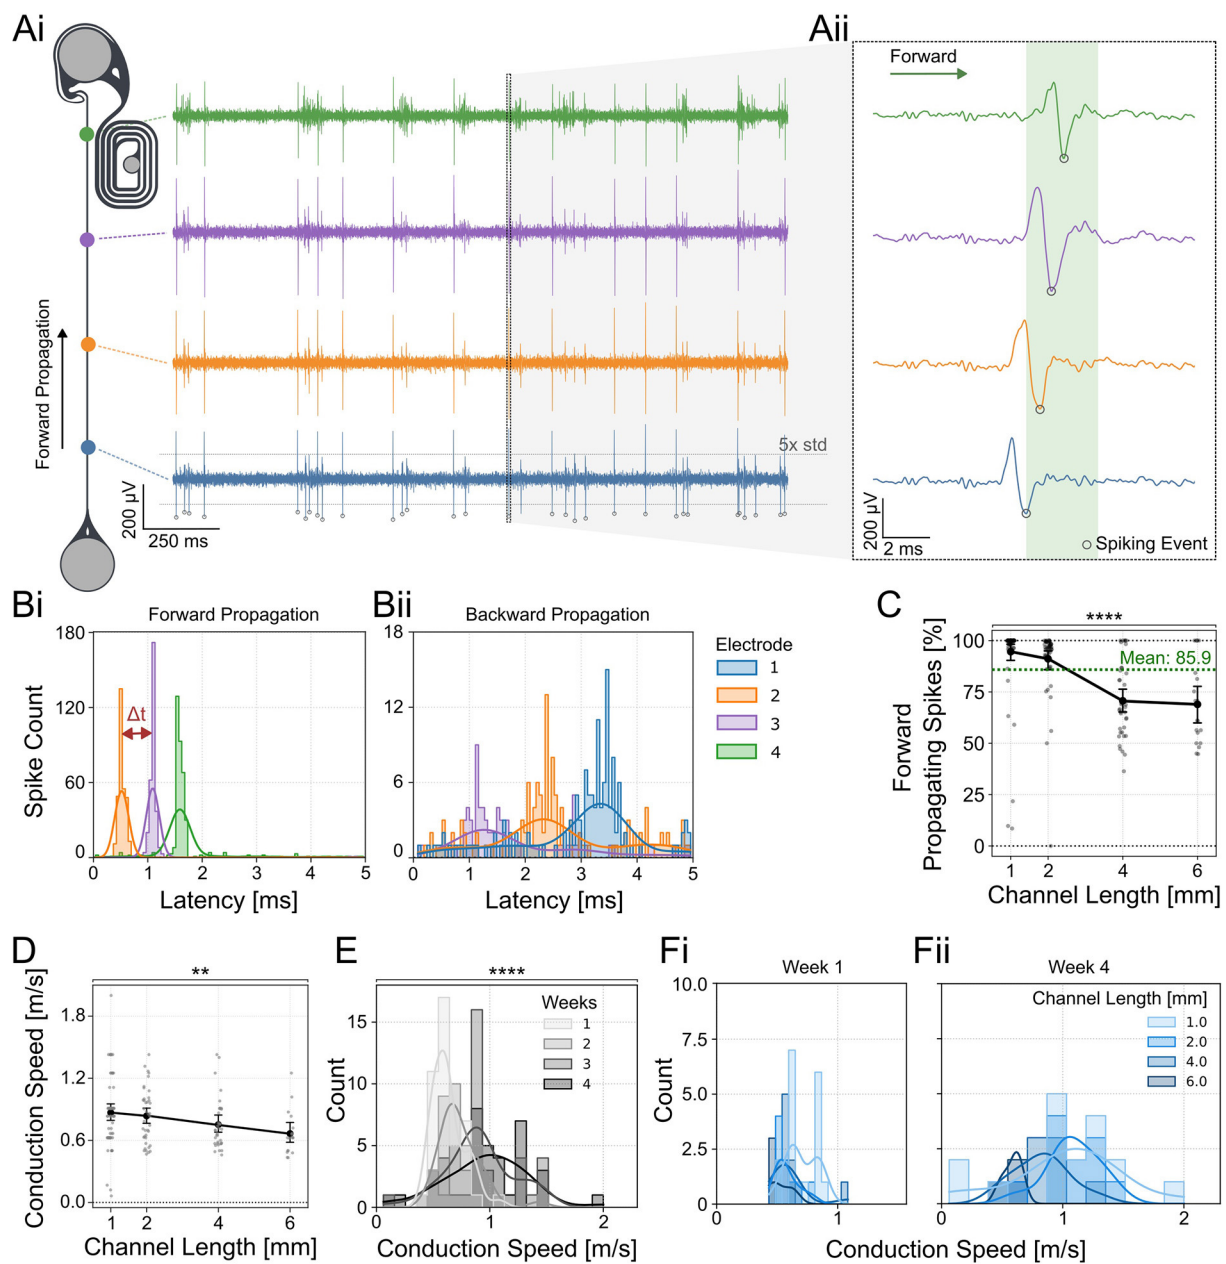 Ai
Aii
Forward
Forward Propagation
5x std
200 µV
250 ms
200 µV
2 ms
Spiking Event
Bi
Forward Propagation
180
120
60
0
Spike Count
Δt
0 1 2 3 4 5
Latency [ms]
Bii
Backward Propagation
18
12
6
0
0 1 2 3 4 5
Latency [ms]
Electrode
1
2
3
4
C
****
Forward
Propagating Spikes [%]
100
75
50
25
0
Mean: 85.9
1 2 4 6
Channel Length [mm]
D
**
Conduction Speed [m/s]
1.8
1.2
0.6
0.0
1 2 4 6
Channel Length [mm]
E
****
Count
15
10
5
0
Weeks
1
2
3
4
0 1 2
Conduction Speed [m/s]
Fi
Week 1
Count
10.0
7.5
5.0
2.5
0
0 1
Fii
Week 4
Channel Length [mm]
1.0
2.0
4.0
6.0
0 1 2
Conduction Speed [m/s]